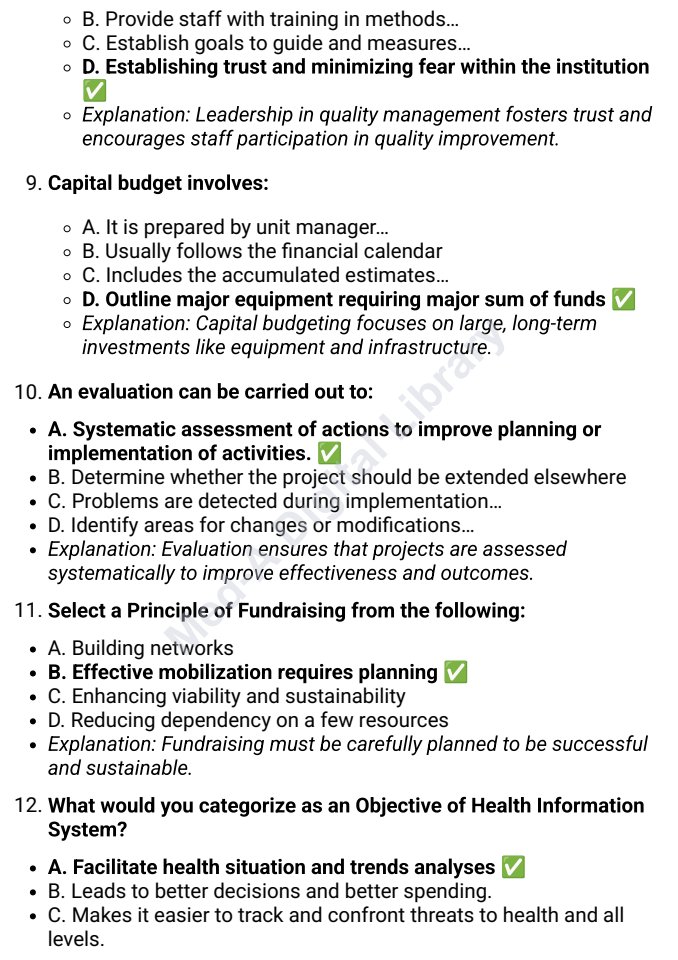 B. Provide staff with training in methods...
C. Establish goals to guide and measures...
D. Establishing trust and minimizing fear within the institution
✅
Explanation: Leadership in quality management fosters trust and
encourages staff participation in quality improvement.
9. Capital budget involves:
A. It is prepared by unit manager...
B. Usually follows the financial calendar
C. Includes the accumulated estimates...
D. Outline major equipment requiring major sum of funds ✅
Explanation: Capital budgeting focuses on large, long-term
investments like equipment and infrastructure.
10. An evaluation can be carried out to:
A. Systematic assessment of actions to improve planning or
implementation of activities. ✅
B. Determine whether the project should be extended elsewhere
C. Problems are detected during implementation...
D. Identify areas for changes or modifications...
Explanation: Evaluation ensures that projects are assessed
systematically to improve effectiveness and outcomes.
11. Select a Principle of Fundraising from the following:
A. Building networks
B. Effective mobilization requires planning ✅
C. Enhancing viability and sustainability
D. Reducing dependency on a few resources
Explanation: Fundraising must be carefully planned to be successful
and sustainable.
12. What would you categorize as an Objective of Health Information
System?
A. Facilitate health situation and trends analyses ✅
B. Leads to better decisions and better spending.
C. Makes it easier to track and confront threats to health and all
levels.
Med-A Digital Library